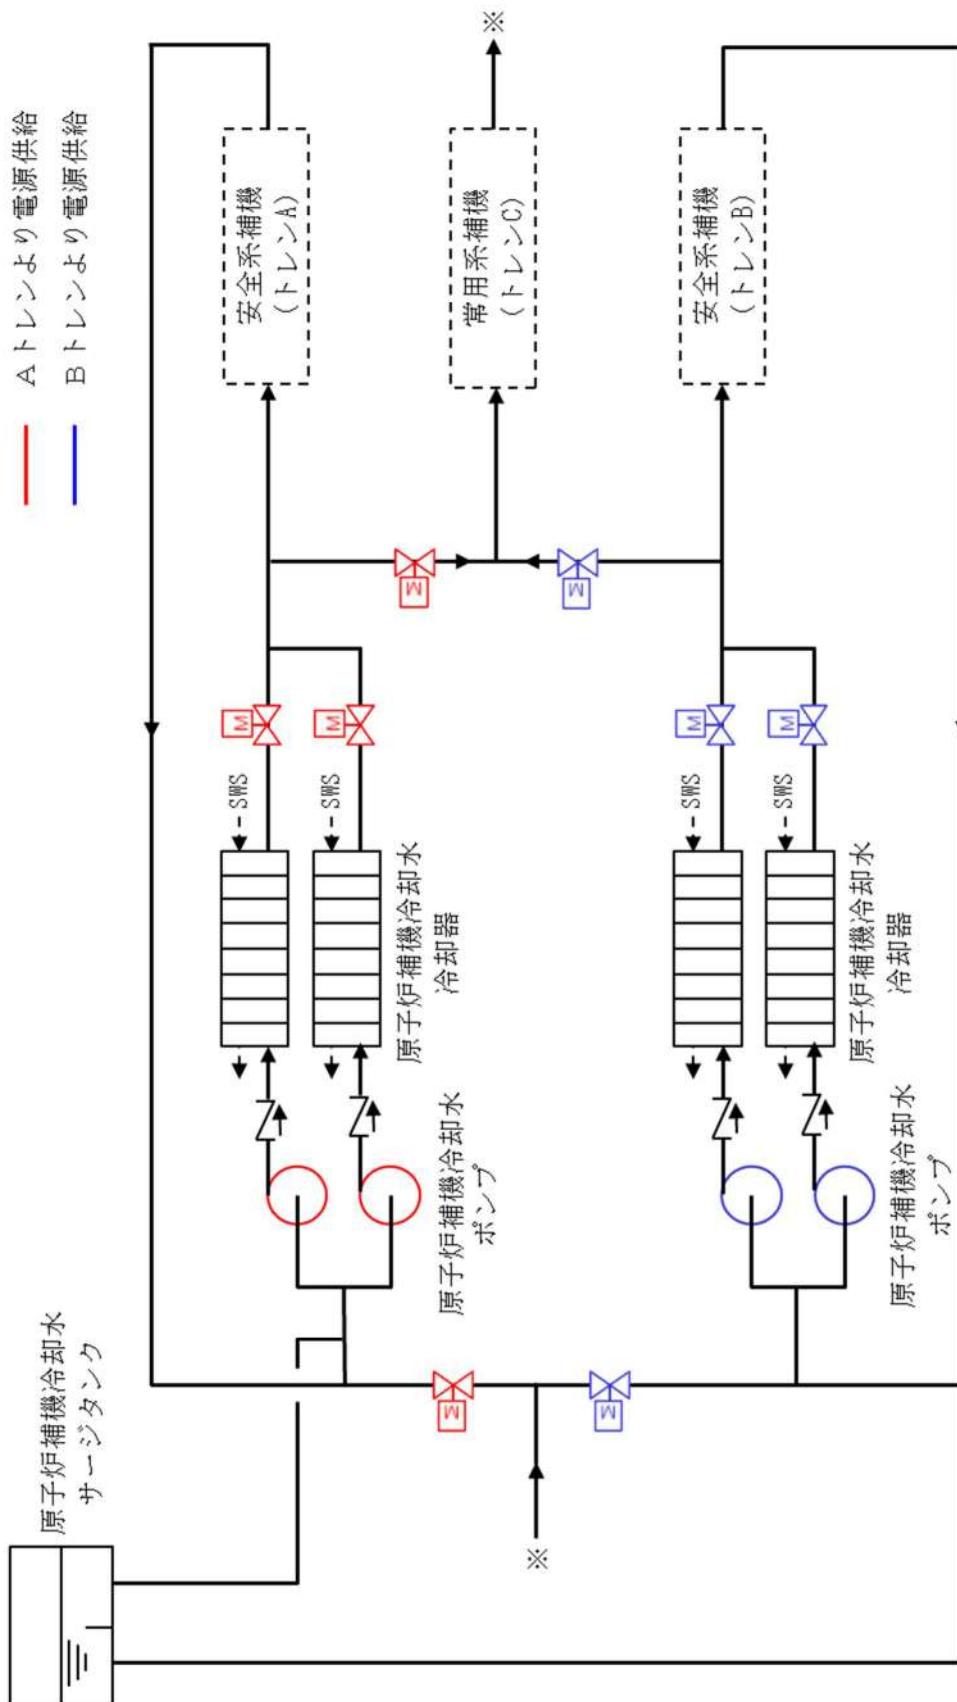 原子炉補機冷却水
サージタンク
Aトレンより電源供給
Bトレンより電源供給
※
※
M
M
原子炉補機冷却水
ポンプ
原子炉補機冷却水
冷却器
SWS
SWS
M
M
M
M
安全系補機
(トレンA)
常用系補機
(トレンC)
安全系補機
(トレンB)
原子炉補機冷却水
ポンプ
原子炉補機冷却水
冷却器
SWS
SWS
M
M